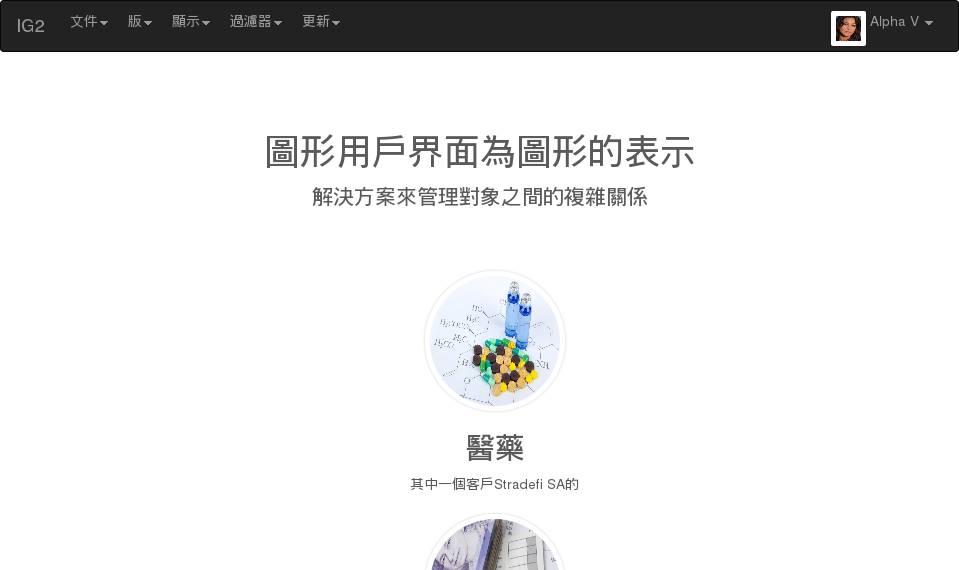 IG2 文件 版 顯示 過濾器 更新 Alpha V
圖形用戶界面為圖形的表示
解決方案來管理對象之間的複雜關係
醫藥
其中一個客戶Stradefi SA的